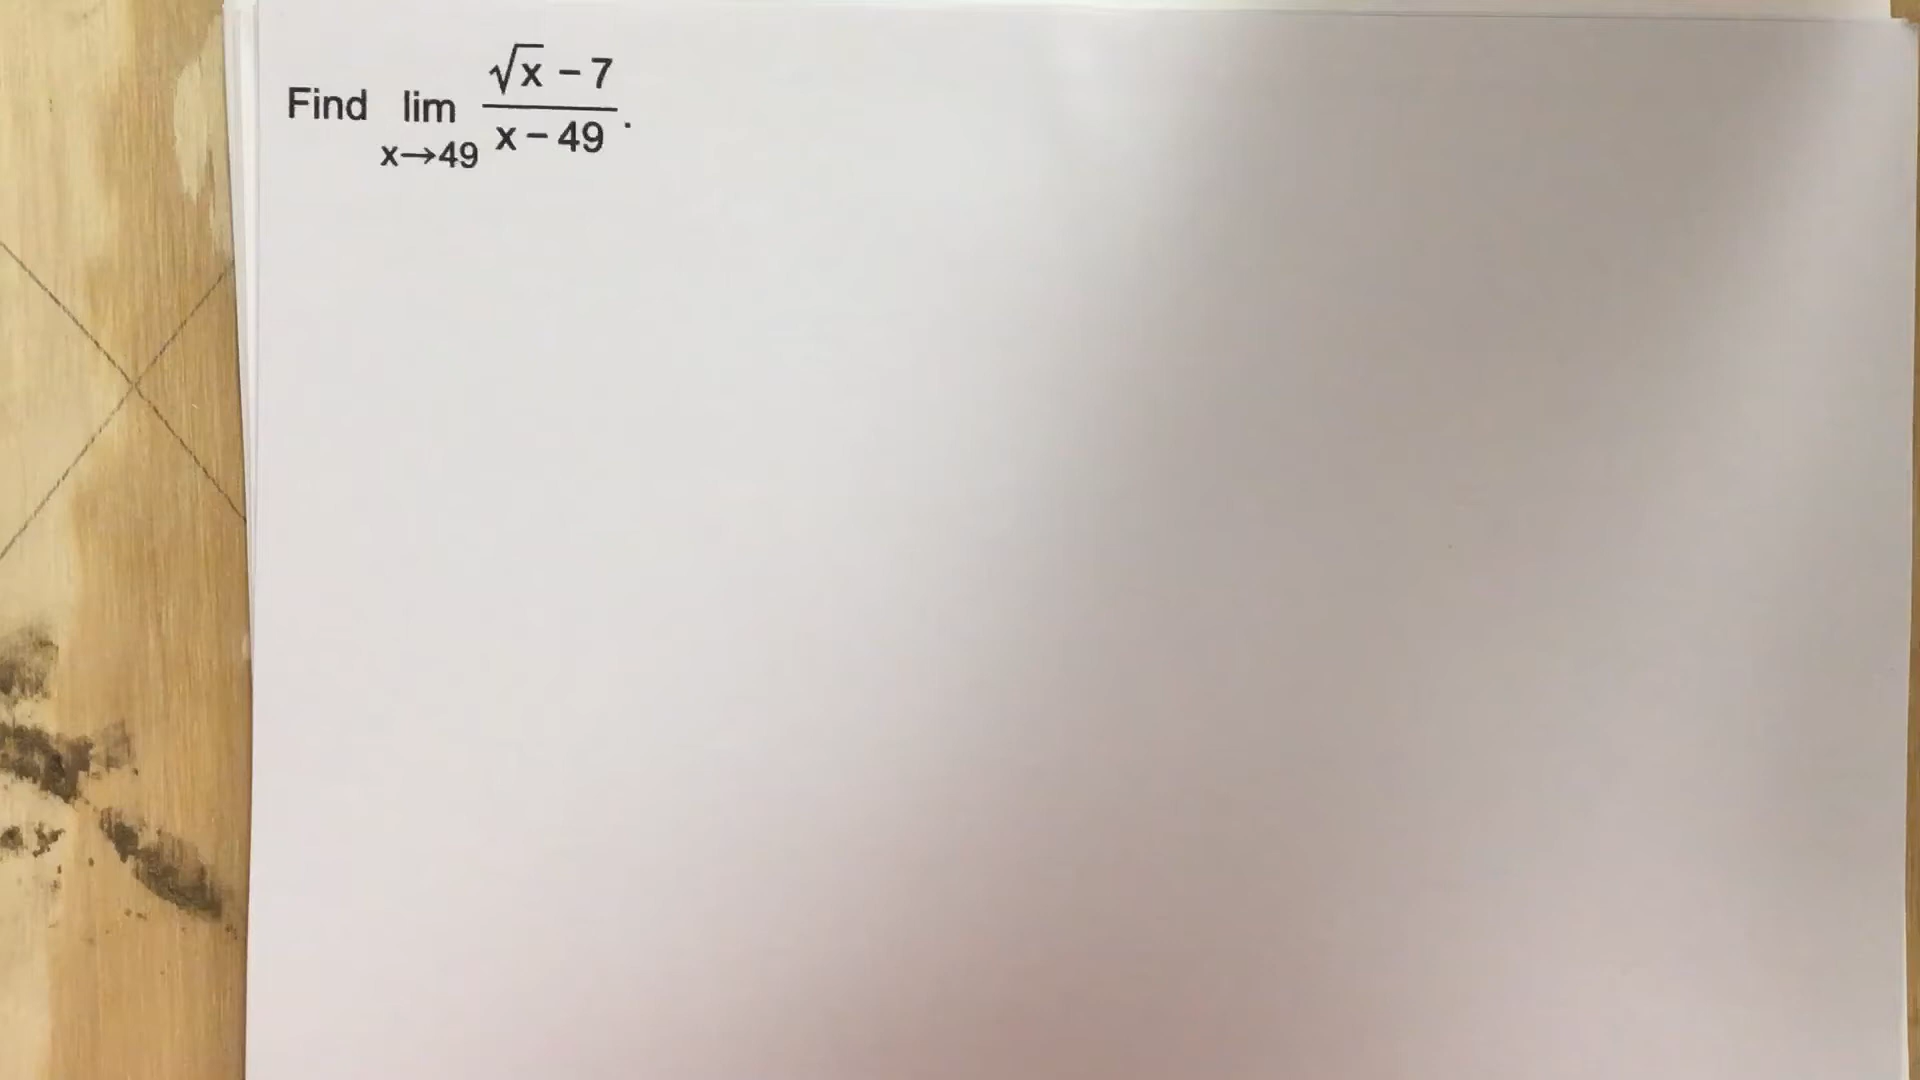 Find lim x→49 √x − 7 / x − 49 .